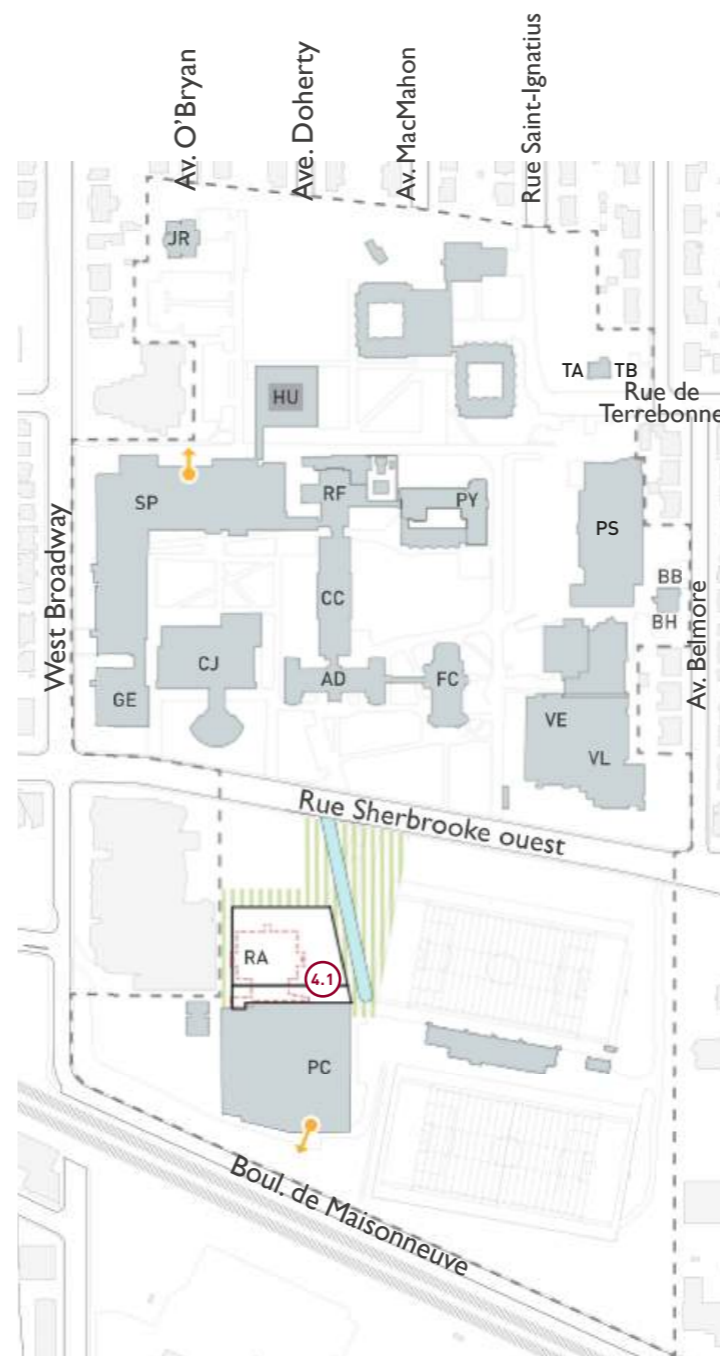 Av. O'Bryan
Ave. Doherty
Av. MacMahon
Rue Saint-Ignatius
JR
TA
TB
Rue de
Terrebonne
HU
SP
RF
PY
PS
West Broadway
CC
BB
BH
CJ
AD
FC
Av. Belmore
GE
VE
VL
Rue Sherbrooke ouest
RA
4.1
PC
Boul. de Maisonneuve